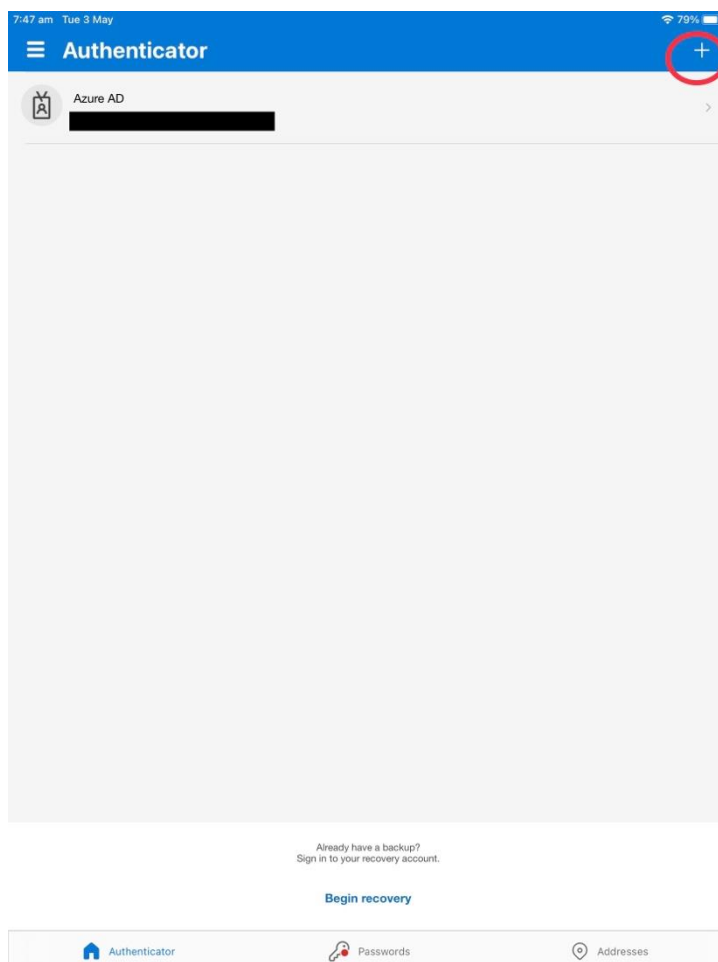 7:47 am Tue 3 May 79%
Authenticator
Azure AD
Already have a backup?
Sign in to your recovery account.
Begin recovery
Authenticator Passwords Addresses